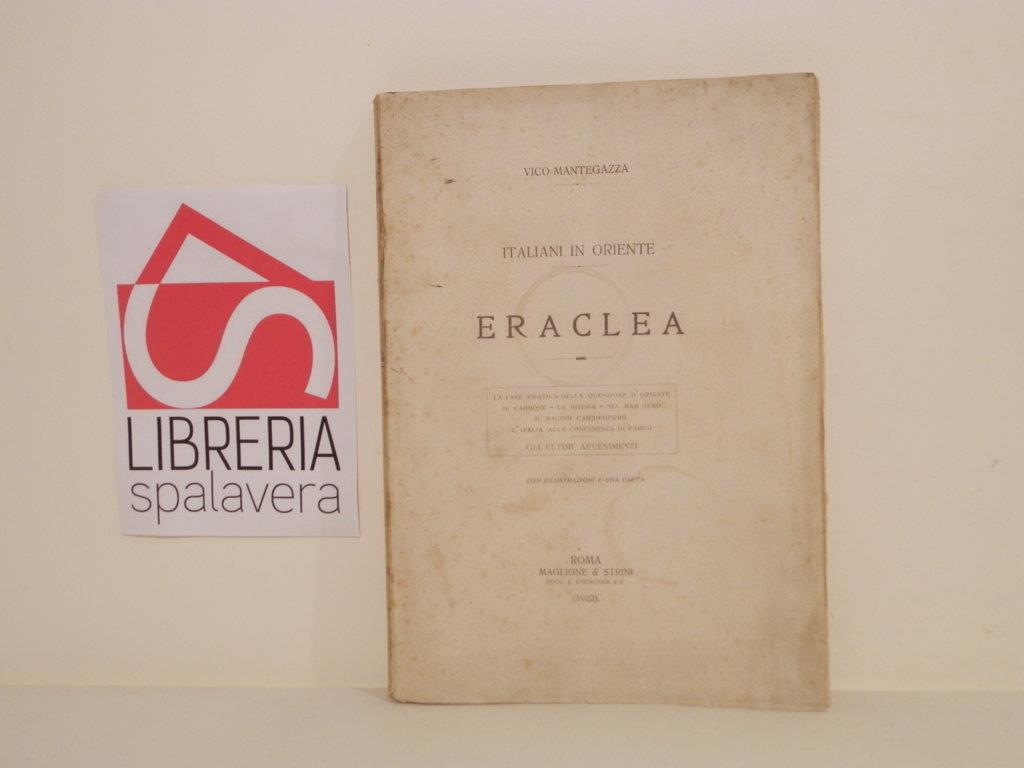 LIBRERIA
spalavera
VICO MANTEGAZZA
ITALIANI IN ORIENTE
ERACLEA
LA FASE ASIATICA DELLA QUESTIONE D'ORIENTE
IL CARBONE - LA BITINIA - NEL MAR NERO
IL BACINO CARBONIFERO
L'ITALIA ALLA CONFERENZA DI PARIGI
GLI ULTIMI AVVENIMENTI
CON ILLUSTRAZIONI E UNA CARTA
ROMA
MAGLIONE & STRINI
SUCC. E. LOESCHER & C.
(1922).